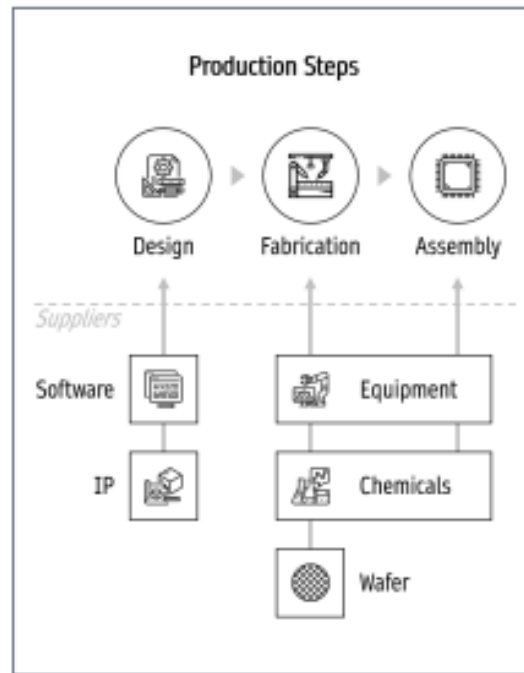 Production Steps
Design
Fabrication
Assembly
Suppliers
Software
Equipment
IP
Chemicals
Wafer